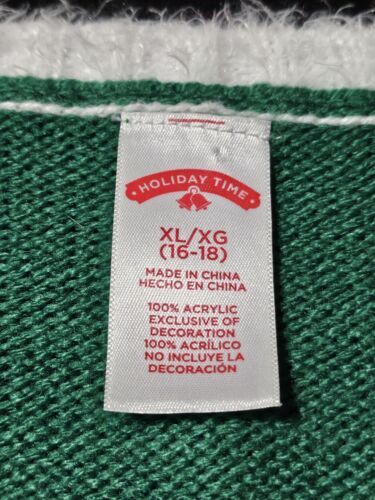 HOLIDAY TIME
XL/XG
(16-18)
MADE IN CHINA
HECHO EN CHINA
100% ACRYLIC
EXCLUSIVE OF
DECORATION
100% ACRÍLICO
NO INCLUYE LA
DECORACIÓN